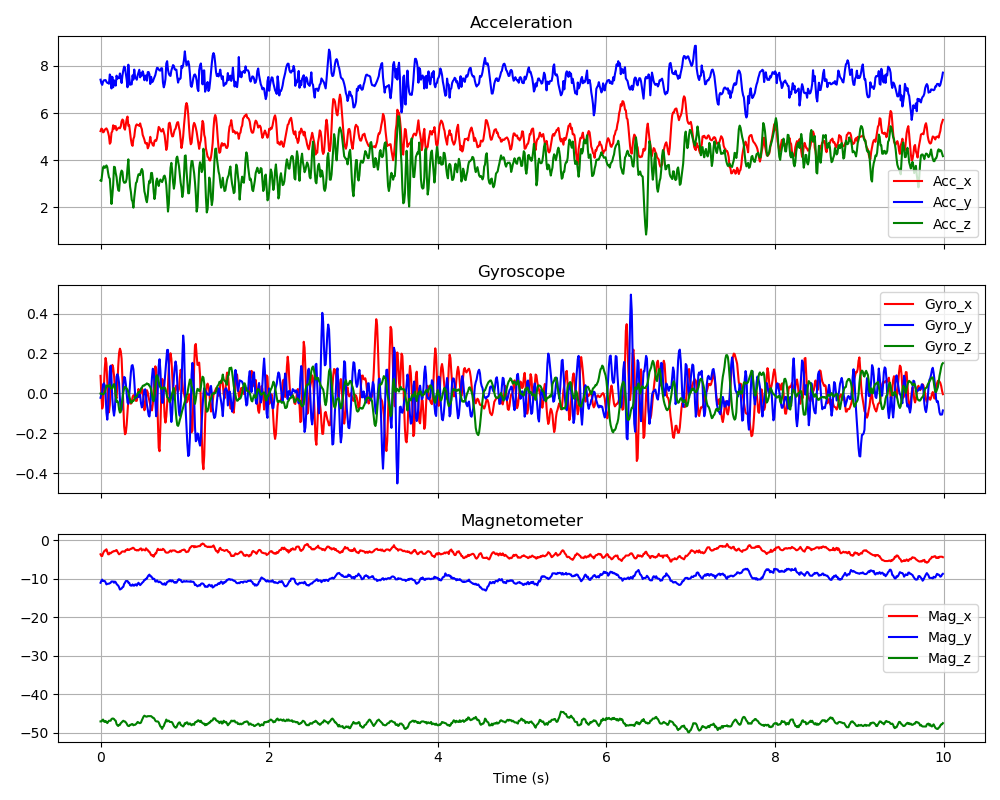 Acceleration
8
6
4
2
Acc_x
Acc_y
Acc_z
Gyroscope
0.4
0.2
0.0
−0.2
−0.4
Gyro_x
Gyro_y
Gyro_z
Magnetometer
0
−10
−20
−30
−40
−50
Mag_x
Mag_y
Mag_z
0 2 4 6 8 10
Time (s)